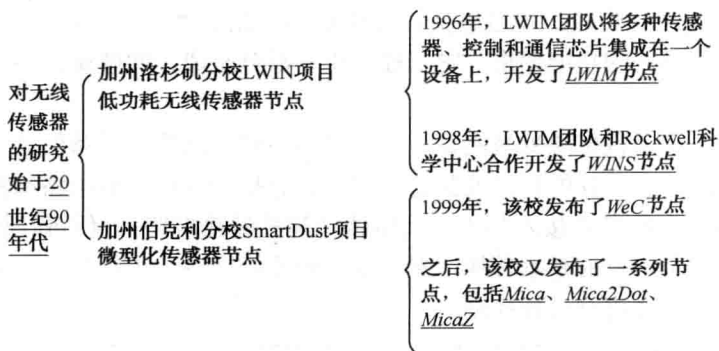 对无线
传感器
的研究
始于20
世纪90
年代
加州洛杉矶分校LWIN项目
低功耗无线传感器节点
1996年，LWIM团队将多种传感
器、控制和通信芯片集成在一个
设备上，开发了LWIM节点
1998年，LWIM团队和Rockwell科
学中心合作开发了WINS节点
加州伯克利分校SmartDust项目
微型化传感器节点
1999年，该校发布了WeC节点
之后，该校又发布了一系列节
点，包括Mica、Mica2Dot、
MicaZ